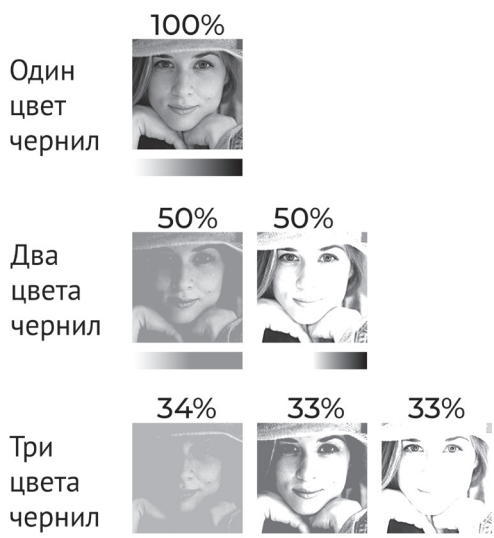 100%
Один
цвет
чернил
50% 50%
Два
цвета
чернил
34% 33% 33%
Три
цвета
чернил